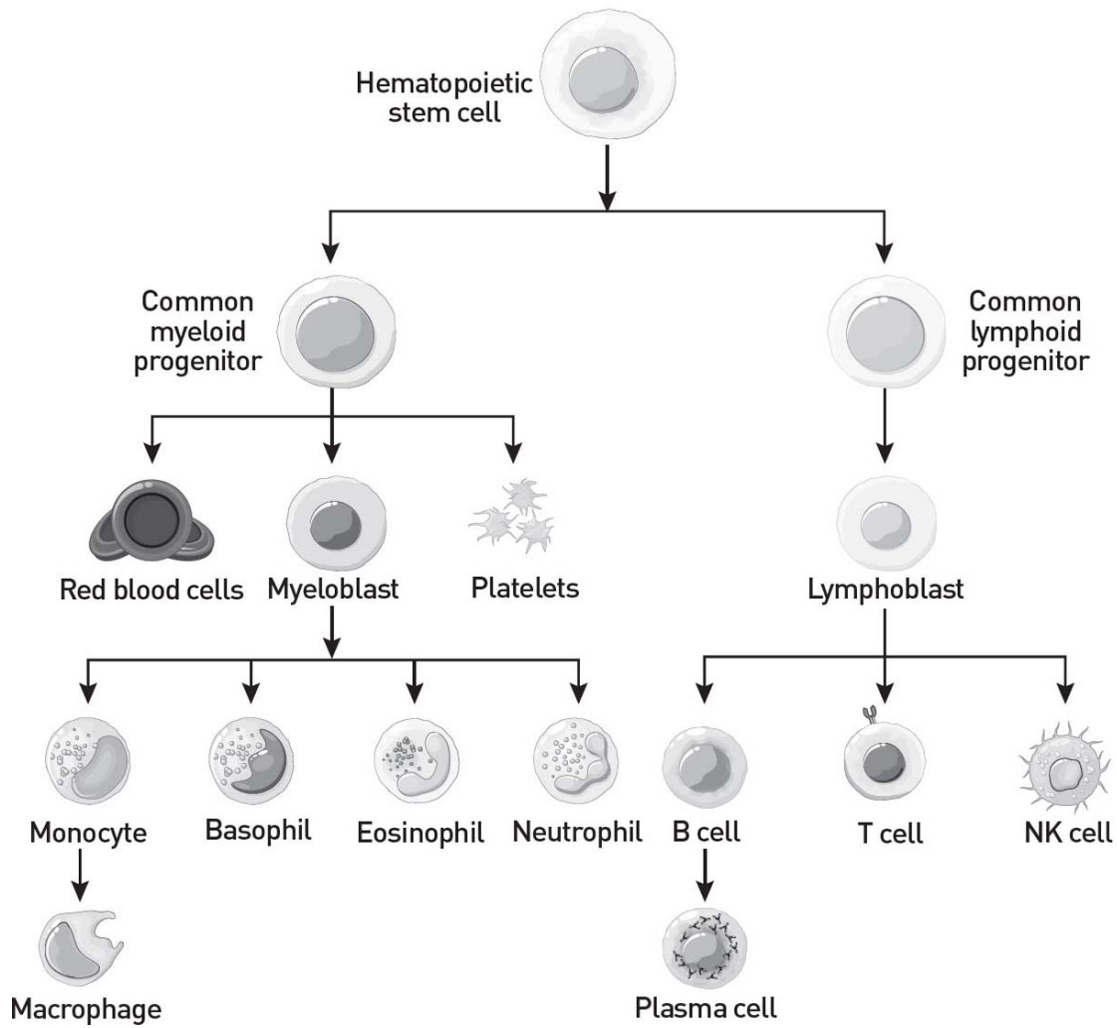 Hematopoietic
stem cell
Common
myeloid
progenitor
Common
lymphoid
progenitor
Red blood cells
Myeloblast
Platelets
Lymphoblast
Monocyte
Basophil
Eosinophil
Neutrophil
B cell
T cell
NK cell
Macrophage
Plasma cell